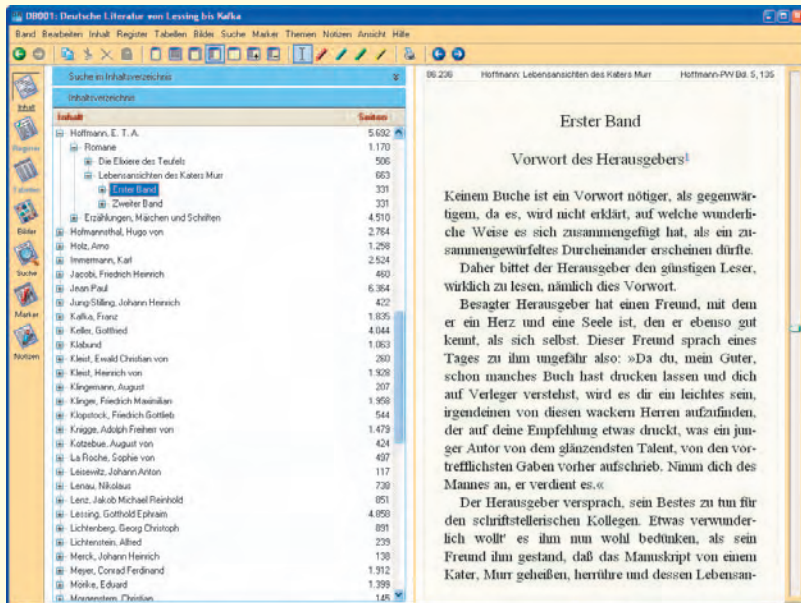 DB001: Deutsche Literatur von Lessing bis Kafka
Band Bearbeiten Inhalt Register Tabellen Bilder Suche Marker Themen Notizen Ansicht Hilfe
Inhalt
Register
Tabellen
Bilder
Suche
Marker
Notizen
Suche im Inhaltsverzeichnis
Inhaltsverzeichnis
Inhalt Seiten
Hoffmann, E. T. A. 5.692
Romane 1.170
Die Elixiere des Teufels 506
Lebensansichten des Katers Murr 663
Erster Band 331
Zweiter Band 331
Erzählungen, Märchen und Schriften 4.510
Hofmannsthal, Hugo von 2.764
Holz, Arno 1.258
Immermann, Karl 2.524
Jacobi, Friedrich Heinrich 460
Jean Paul 6.364
Jung-Stilling, Johann Heinrich 422
Kafka, Franz 1.835
Keller, Gottfried 4.044
Klabund 1.063
Kleist, Ewald Christian von 260
Kleist, Heinrich von 1.928
Klingemann, August 207
Klinger, Friedrich Maximilian 1.958
Klopstock, Friedrich Gottlieb 544
Knigge, Adolph Freiherr von 1.479
Kotzebue, August von 424
La Roche, Sophie von 497
Leisewitz, Johann Anton 117
Lenau, Nikolaus 739
Lenz, Jakob Michael Reinhold 851
Lessing, Gotthold Ephraim 4.058
Lichtenberg, Georg Christoph 891
Lichtenstein, Alfred 239
Merck, Johann Heinrich 138
Meyer, Conrad Ferdinand 1.912
Mörike, Eduard 1.399
Morgenstern, Christian 145
86.236 Hoffmann: Lebensansichten des Katers Murr Hoffmann-PW Bd. 5, 135
Erster Band
Vorwort des Herausgebers1
Keinem Buche ist ein Vorwort nötiger, als gegenwär-
tigem, da es, wird nicht erklärt, auf welche wunderli-
che Weise es sich zusammengefügt hat, als ein zu-
sammengewürfeltes Durcheinander erscheinen dürfte.
Daher bittet der Herausgeber den günstigen Leser,
wirklich zu lesen, nämlich dies Vorwort.
Besagter Herausgeber hat einen Freund, mit dem
er ein Herz und eine Seele ist, den er ebenso gut
kennt, als sich selbst. Dieser Freund sprach eines
Tages zu ihm ungefähr also: »Da du, mein Guter,
schon manches Buch hast drucken lassen und dich
auf Verleger verstehst, wird es dir ein leichtes sein,
irgendeinen von diesen wackern Herren aufzufinden,
der auf deine Empfehlung etwas druckt, was ein jun-
ger Autor von dem glänzendsten Talent, von den vor-
trefflichsten Gaben vorher aufschrieb. Nimm dich des
Mannes an, er verdient es.«
Der Herausgeber versprach, sein Bestes zu tun für
den schriftstellerischen Kollegen. Etwas verwunder-
lich wollt' es ihm nun wohl bedünken, als sein
Freund ihm gestand, daß das Manuskript von einem
Kater, Murr geheißen, herrühre und dessen Lebensan-